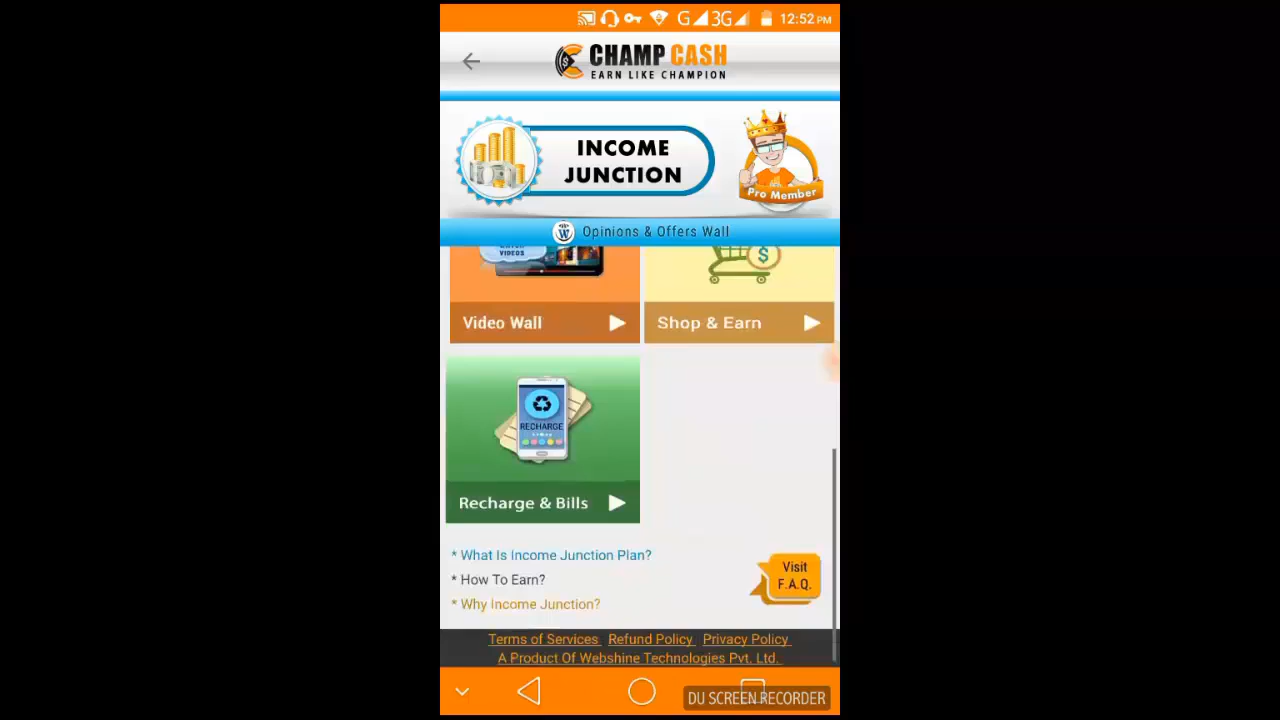 G 3G 12:52 PM
CHAMP CASH
EARN LIKE CHAMPION
INCOME
JUNCTION
Pro Member
W Opinions & Offers Wall
VIDEOS
$
Video Wall
Shop & Earn
RECHARGE
Recharge & Bills
* What Is Income Junction Plan?
* How To Earn?
* Why Income Junction?
Visit
F.A.Q.
Terms of Services Refund Policy Privacy Policy
A Product Of Webshine Technologies Pvt. Ltd.
DU SCREEN RECORDER